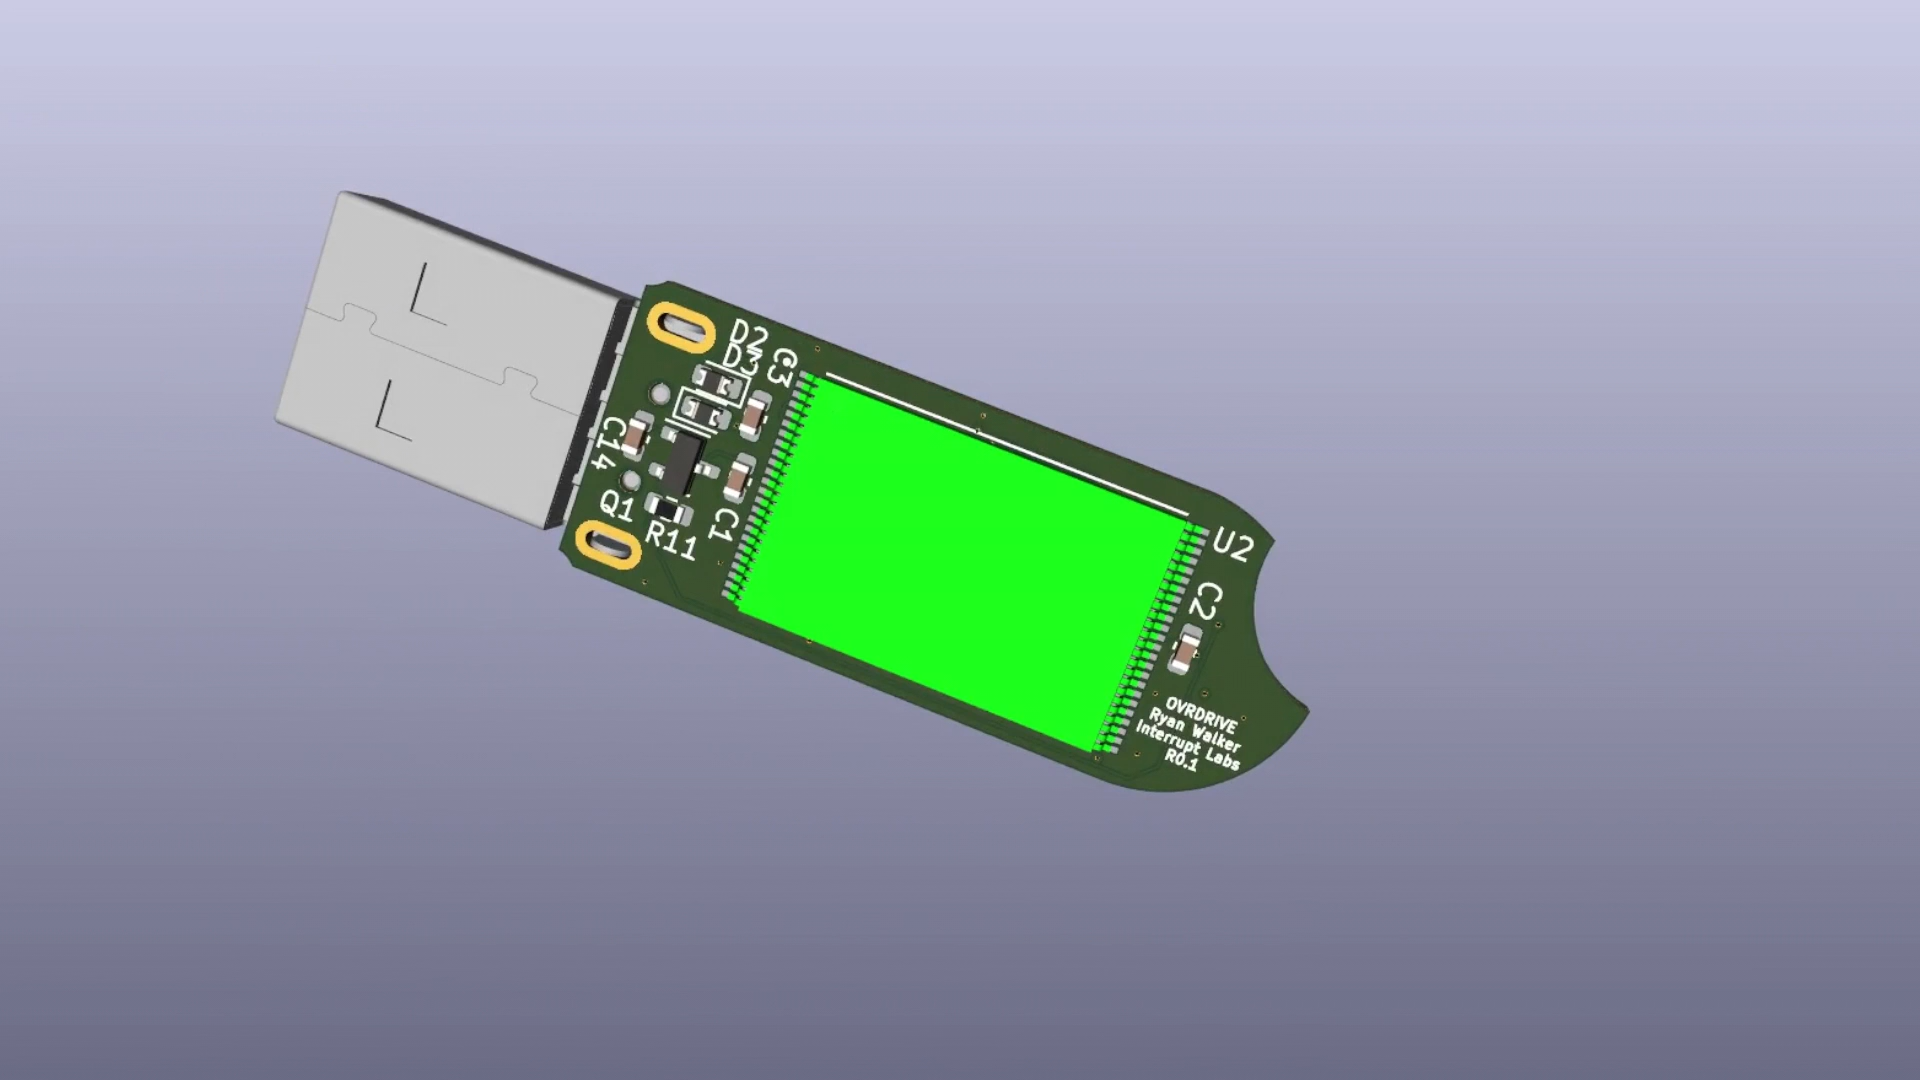 D2
D3
C3
C14
Q1
R11
C1
U2
C2
OVRDRIVE
Ryan Walker
Interrupt Labs
R0.1